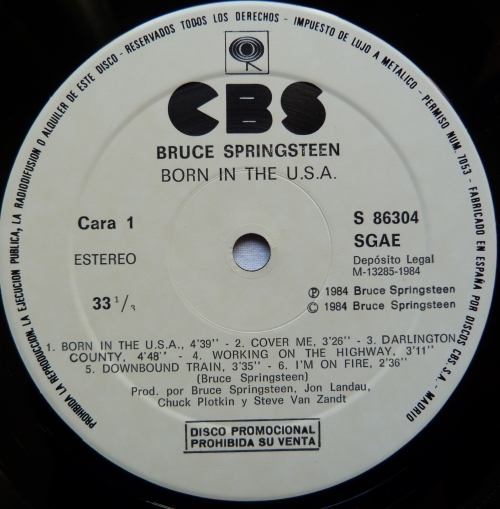 PROHIBIDA LA REPRODUCCION, LA EJECUCION PUBLICA, LA RADIODIFUSION O ALQUILER DE ESTE DISCO - RESERVADOS TODOS LOS DERECHOS - IMPUESTO DE LUJO A METALICO - PERMISO NUM. 7053 - FABRICADO EN ESPAÑA POR DISCOS CBS, S.A. - MADRID
CBS
BRUCE SPRINGSTEEN
BORN IN THE U.S.A.
Cara 1
ESTEREO
33 1/3
S 86304
SGAE
Depósito Legal
M-13285-1984
Ⓟ 1984 Bruce Springsteen
© 1984 Bruce Springsteen
1. BORN IN THE U.S.A., 4'39" - 2. COVER ME, 3'26" - 3. DARLINGTON
COUNTY, 4'48" - 4. WORKING ON THE HIGHWAY, 3'11"
5. DOWNBOUND TRAIN, 3'35" - 6. I'M ON FIRE, 2'36"
(Bruce Springsteen)
Prod. por Bruce Springsteen, Jon Landau,
Chuck Plotkin y Steve Van Zandt
DISCO PROMOCIONAL
PROHIBIDA SU VENTA